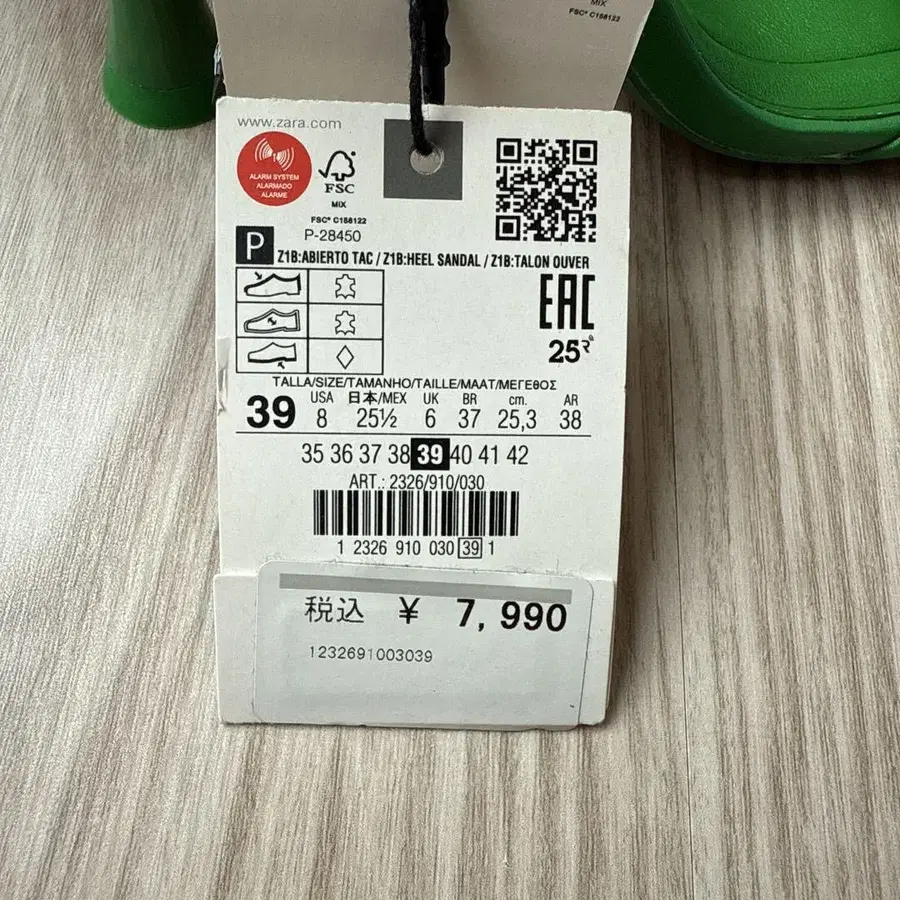 MIX
FSC® C158122
www.zara.com
ALARM SYSTEM
ALARMADO
ALARME
FSC
MIX
FSC® C158122
P-28450
P Z1B:ABIERTO TAC / Z1B:HEEL SANDAL / Z1B:TALON OUVER
EAC
25
TALLA/SIZE/TAMANHO/TAILLE/MAAT/ΜΕΓΕΘΟΣ
USA 日本/MEX UK BR cm. AR
39 8 25½ 6 37 25,3 38
35 36 37 38 39 40 41 42
ART.: 2326/910/030
1 2326 910 030 39 1
税込 ¥ 7,990
1232691003039